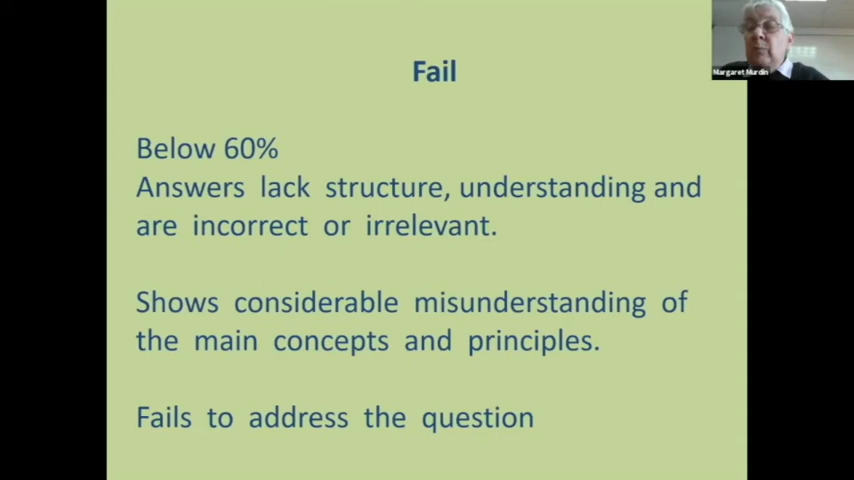 Fail
Margaret Murdin
Below 60%
Answers lack structure, understanding and
are incorrect or irrelevant.
Shows considerable misunderstanding of
the main concepts and principles.
Fails to address the question